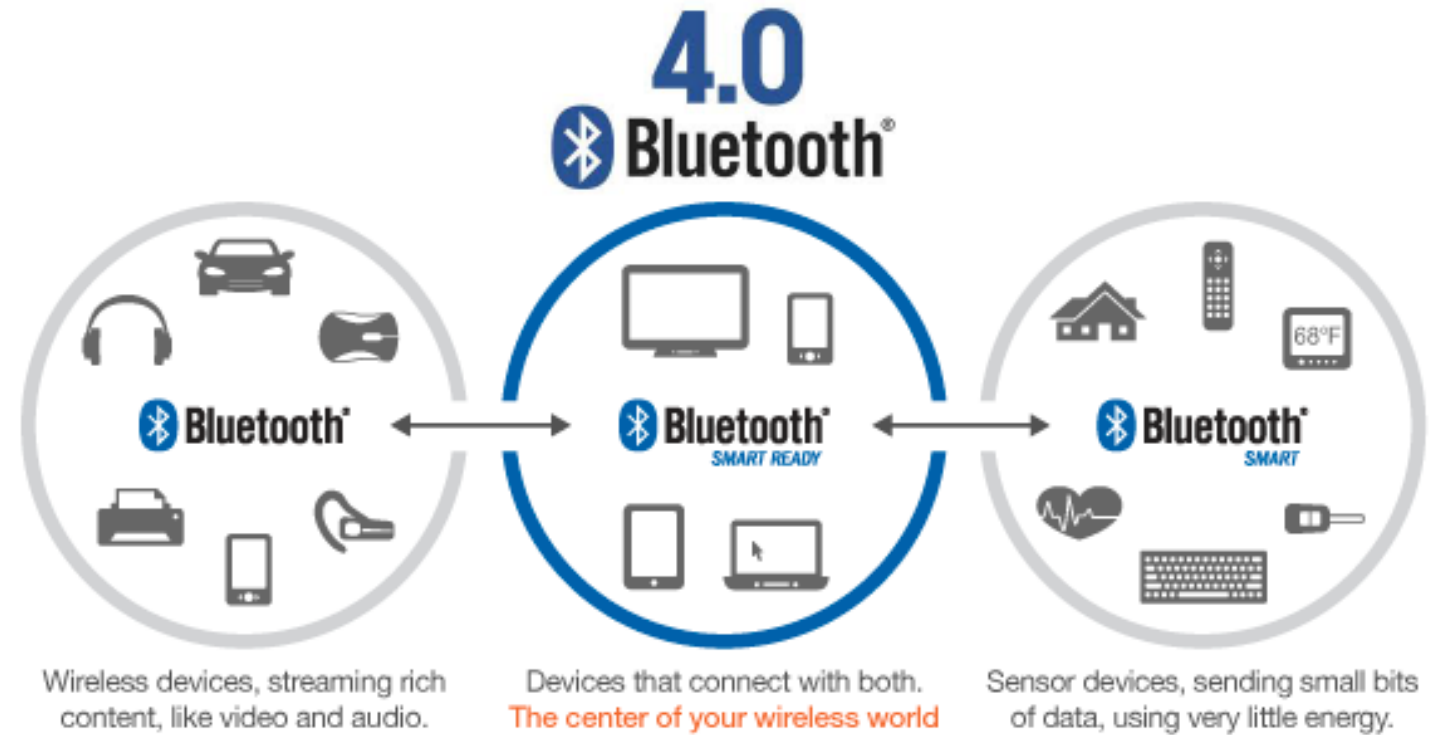 4.0
Bluetooth®
68°F
Bluetooth®
Bluetooth®
SMART READY
Bluetooth®
SMART
Wireless devices, streaming rich
content, like video and audio.
Devices that connect with both.
The center of your wireless world
Sensor devices, sending small bits
of data, using very little energy.